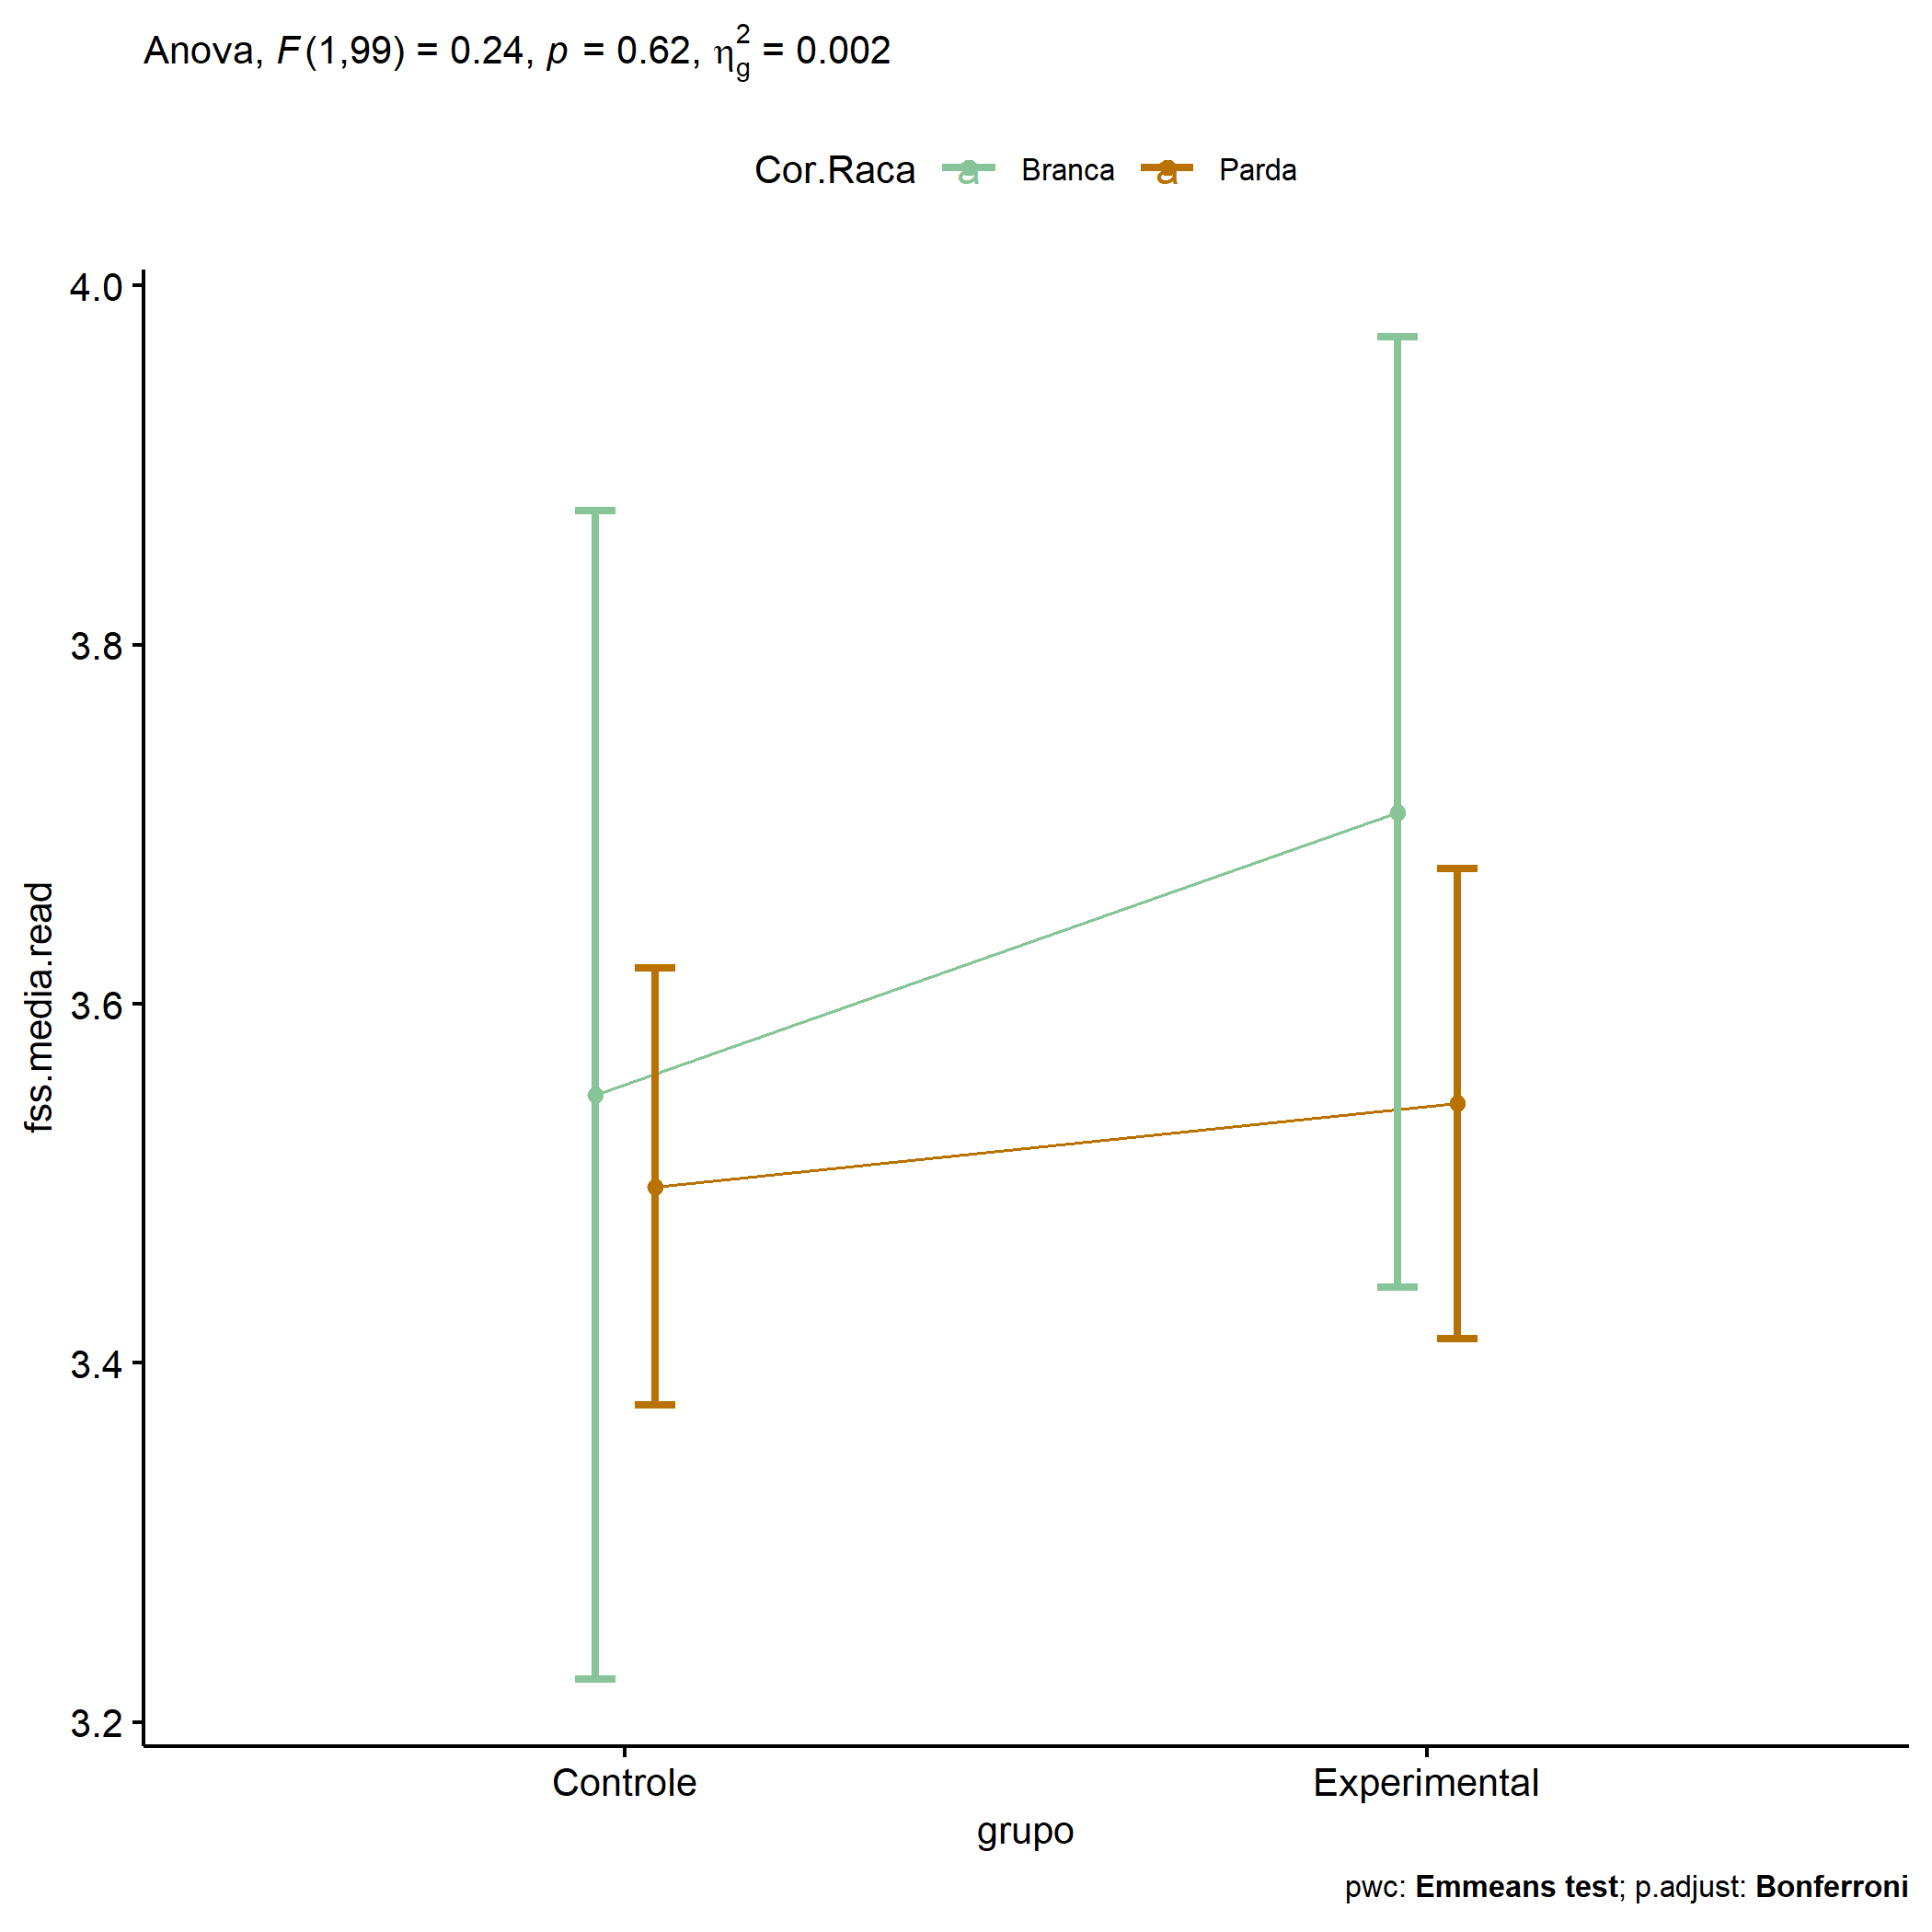 Anova, F(1,99) = 0.24, p = 0.62, η²g = 0.002
Cor.Raca a Branca a Parda
4.0
3.8
3.6
3.4
3.2
fss.media.read
Controle Experimental
grupo
pwc: Emmeans test; p.adjust: Bonferroni